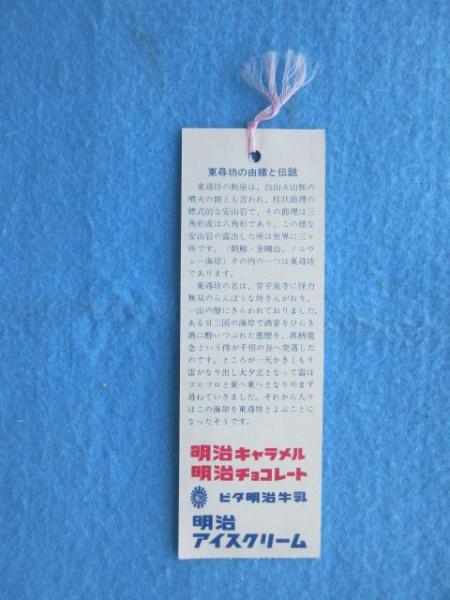 東尋坊の由緒と伝説
東尋坊の断崖は、白山火山脈の
噴火の跡とも言われ、柱状節理の
標式的な安山岩で、その節理は三
角形或は六角形であり、この様な
安山岩の露出した所は世界に三ヶ
所です。(朝鮮・金剛山、ノルウ
ェー海岸)その内の一つは東尋坊
であります。
東尋坊の名は、昔平泉寺に怪力
無双のらんぼうな坊さんがおり、
一山の僧にきらわれておりました。
ある日三国の海岸で酒宴をひらき
酒に酔いつぶれた悪僧を、真柄覚
念という侍が千仞の谷へ突落した
のです。ところが一天かきくもり
雷がなり出し大夕立となって雷は
ゴロゴロと東へ東へとなりやまず
尋ねていきました。それから人々
はこの海岸を東尋坊とよぶことに
なったそうです。
明治キャラメル
明治チョコレート
ビタ明治牛乳
明治
アイスクリーム